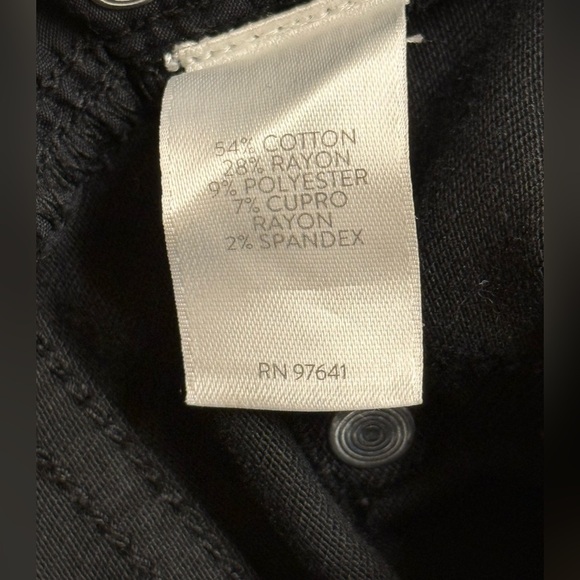 54% COTTON
28% RAYON
9% POLYESTER
7% CUPRO
RAYON
2% SPANDEX
RN 97641